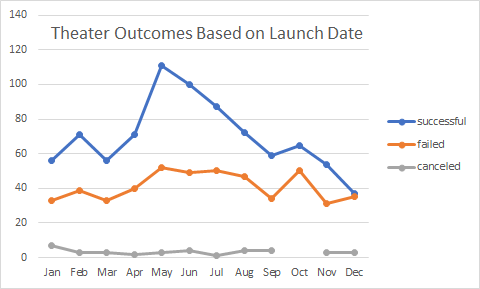 Theater Outcomes Based on Launch Date
140
120
100
80
60
40
20
0
Jan Feb Mar Apr May Jun Jul Aug Sep Oct Nov Dec
successful
failed
canceled